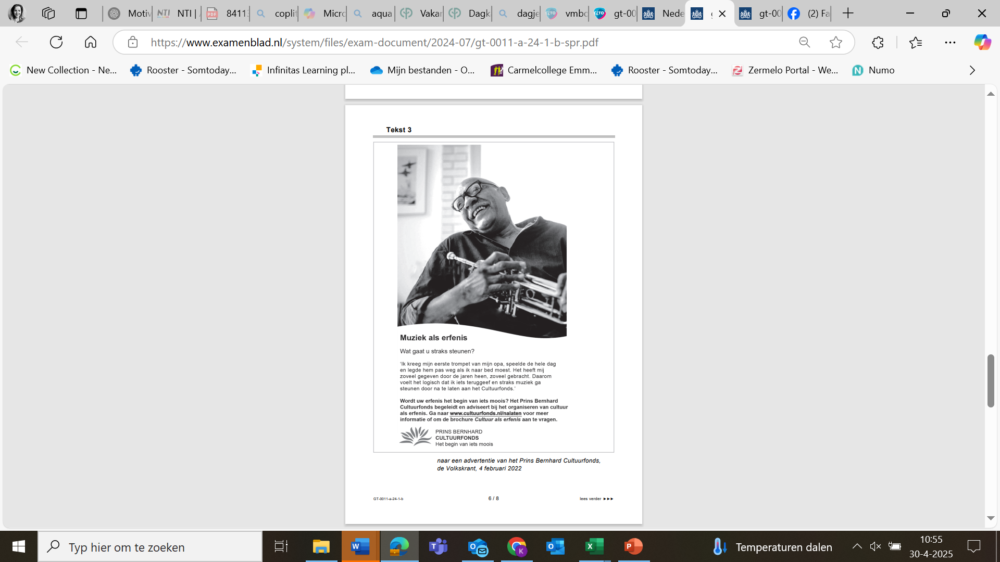 Motiv
NTI | /
84113
coplit
Micro
aqua
Vakar
Dagk
dagje
vmbo
gt-00
Nede
gt-00
(2) Fa
https://www.examenblad.nl/system/files/exam-document/2024-07/gt-0011-a-24-1-b-spr.pdf
New Collection - Ne...
Rooster - Somtoday...
Infinitas Learning pl...
Mijn bestanden - O...
Carmelcollege Emm...
Rooster - Somtoday...
Zermelo Portal - We...
Numo
Tekst 3
Muziek als erfenis
Wat gaat u straks steunen?
‘Ik kreeg mijn eerste trompet van mijn opa, speelde de hele dag
en legde hem pas weg als ik naar bed moest. Het heeft mij
zoveel gegeven door de jaren heen, zoveel gebracht. Daarom
voelt het logisch dat ik iets teruggeef en straks muziek ga
steunen door na te laten aan het Cultuurfonds.’
Wordt uw erfenis het begin van iets moois? Het Prins Bernhard
Cultuurfonds begeleidt en adviseert bij het organiseren van cultuur
als erfenis. Ga naar www.cultuurfonds.nl/nalaten voor meer
informatie of om de brochure Cultuur als erfenis aan te vragen.
PRINS BERNHARD
CULTUURFONDS
Het begin van iets moois
naar een advertentie van het Prins Bernhard Cultuurfonds,
de Volkskrant, 4 februari 2022
GT-0011-a-24-1-b
6 / 8
lees verder ►►►
Typ hier om te zoeken
Temperaturen dalen
10:55
30-4-2025